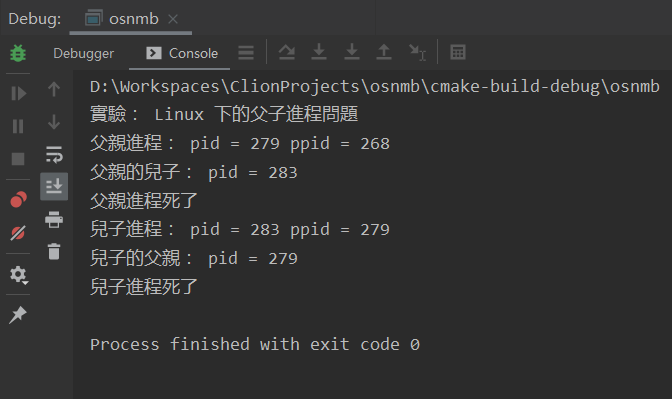 Debug: osnmb
Debugger Console
D:\Workspaces\ClionProjects\osnmb\cmake-build-debug\osnmb
實驗： Linux 下的父子進程問題
父親進程： pid = 279 ppid = 268
父親的兒子： pid = 283
父親進程死了
兒子進程： pid = 283 ppid = 279
兒子的父親： pid = 279
兒子進程死了
Process finished with exit code 0